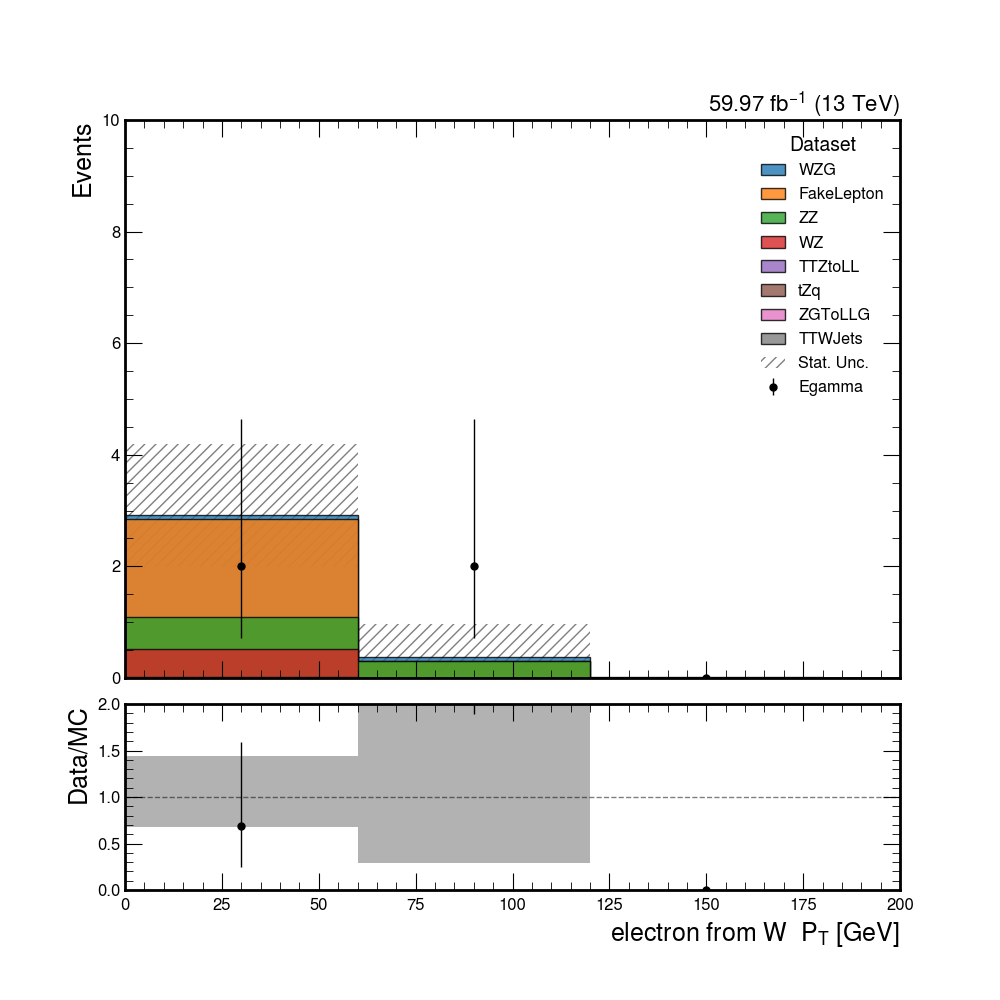 59.97 fb⁻¹ (13 TeV)
Events
10
8
6
4
2
0
Dataset
WZG
FakeLepton
ZZ
WZ
TTZtoLL
tZq
ZGToLLG
TTWJets
Stat. Unc.
Egamma
Data/MC
2.0
1.5
1.0
0.5
0.0
0 25 50 75 100 125 150 175 200
electron from W P_T [GeV]